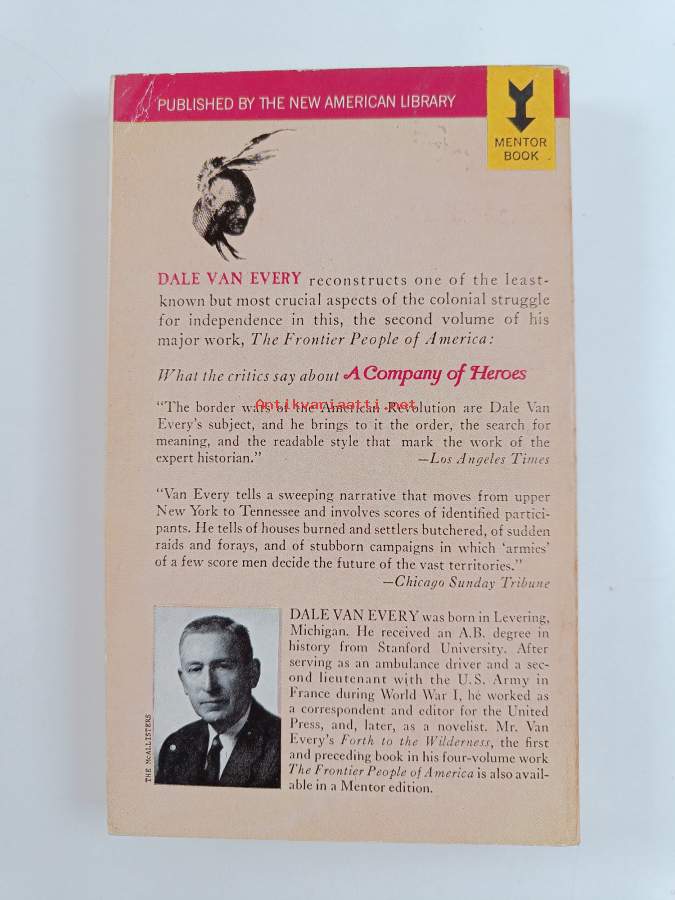 PUBLISHED BY THE NEW AMERICAN LIBRARY
MENTOR
BOOK
DALE VAN EVERY reconstructs one of the least-
known but most crucial aspects of the colonial struggle
for independence in this, the second volume of his
major work, The Frontier People of America:
What the critics say about A Company of Heroes
Antikvariaatti.net
"The border wars of the American Revolution are Dale Van
Every's subject, and he brings to it the order, the search for
meaning, and the readable style that mark the work of the
expert historian." —Los Angeles Times
"Van Every tells a sweeping narrative that moves from upper
New York to Tennessee and involves scores of identified partici-
pants. He tells of houses burned and settlers butchered, of sudden
raids and forays, and of stubborn campaigns in which 'armies'
of a few score men decide the future of the vast territories."
—Chicago Sunday Tribune
THE McALLISTERS
DALE VAN EVERY was born in Levering,
Michigan. He received an A.B. degree in
history from Stanford University. After
serving as an ambulance driver and a sec-
ond lieutenant with the U.S. Army in
France during World War I, he worked as
a correspondent and editor for the United
Press, and, later, as a novelist. Mr. Van
Every's Forth to the Wilderness, the first
and preceding book in his four-volume work
The Frontier People of America is also avail-
able in a Mentor edition.